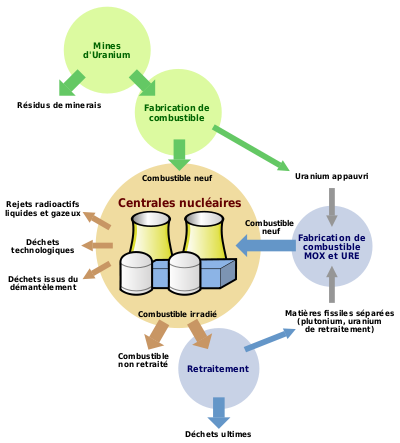 Mines
d'Uranium
Résidus de minerais
Fabrication de
combustible
Uranium appauvri
Combustible neuf
Centrales nucléaires
Rejets radioactifs
liquides et gazeux
Déchets
technologiques
Déchets issus du
démantèlement
Combustible
neuf
Fabrication de
combustible
MOX et URE
Combustible irradié
Matières fissiles séparées
(plutonium, uranium
de retraitement)
Combustible
non retraité
Retraitement
Déchets ultimes